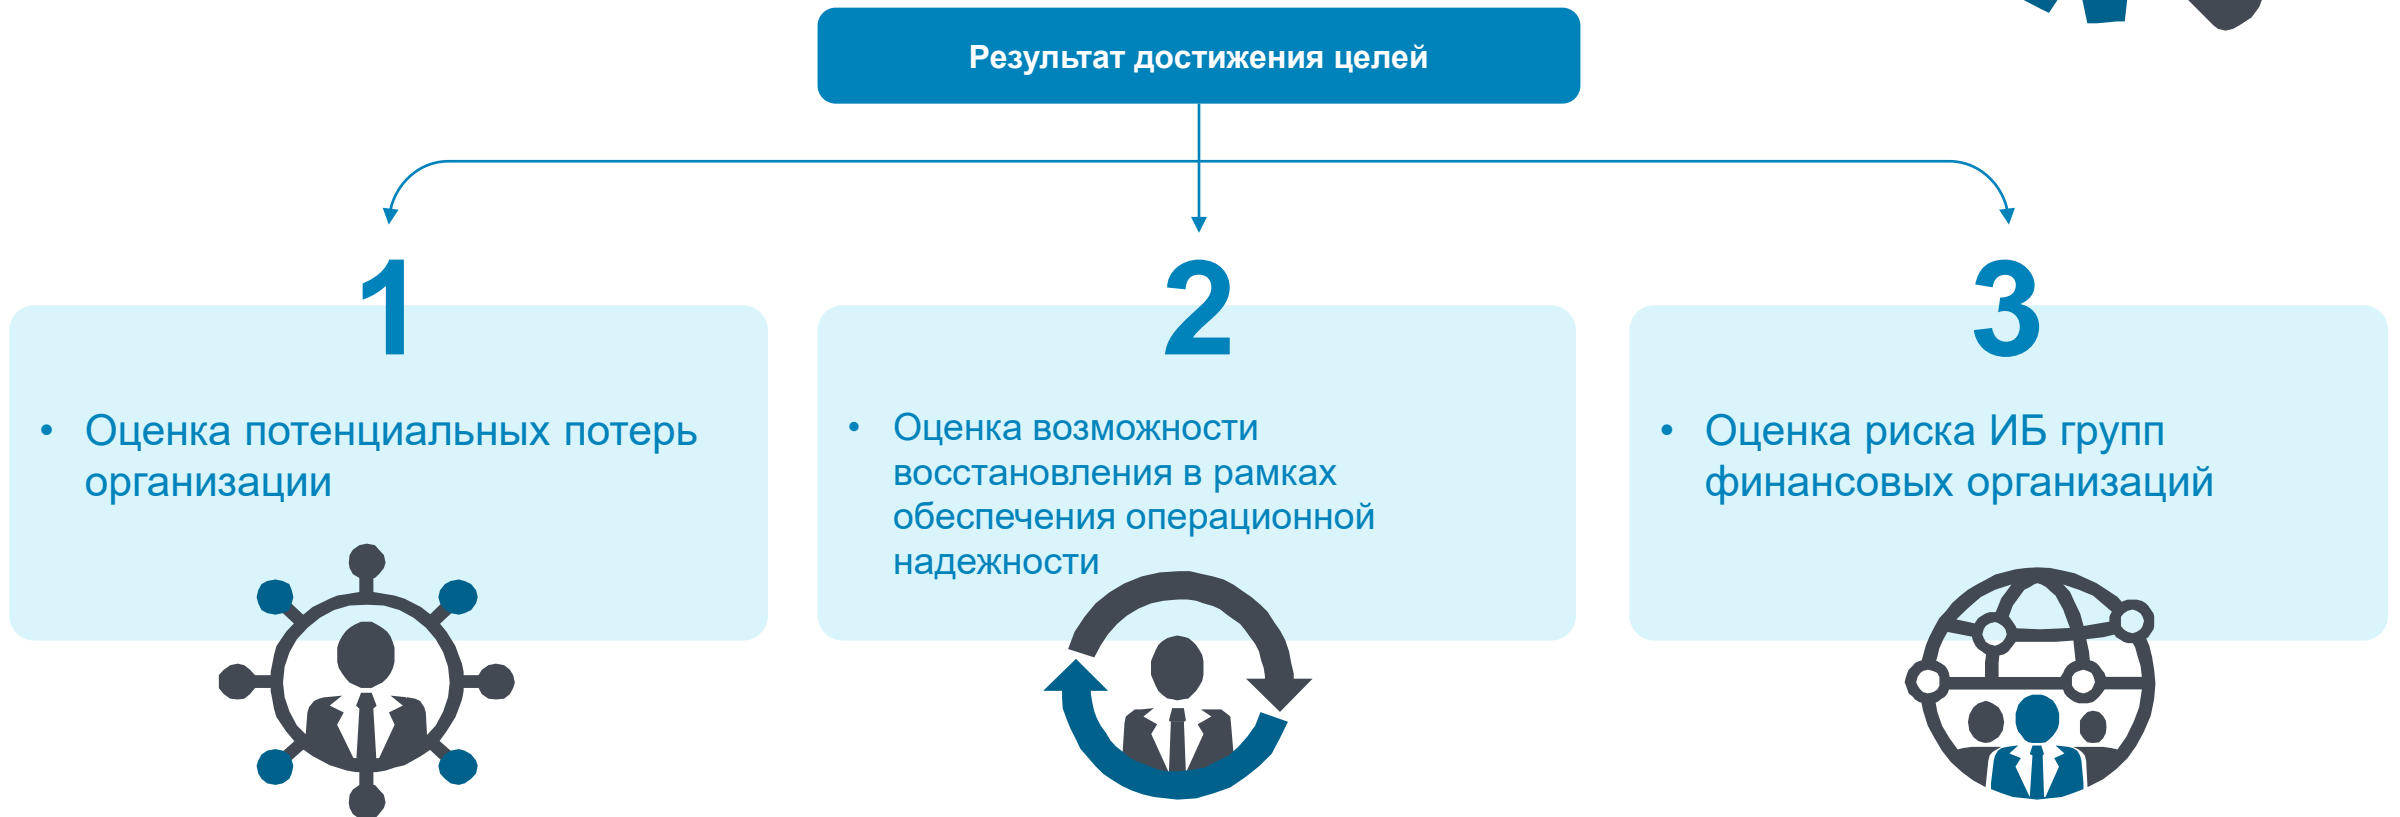 Результат достижения целей
1
• Оценка потенциальных потерь
организации
2
• Оценка возможности
восстановления в рамках
обеспечения операционной
надежности
3
• Оценка риска ИБ групп
финансовых организаций